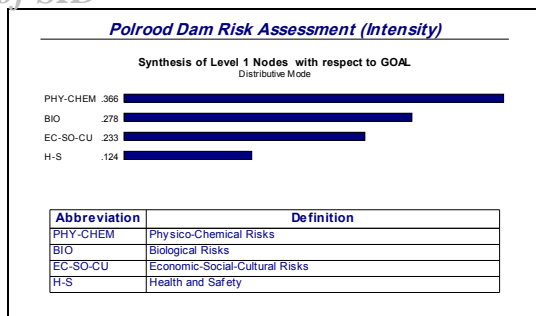 of SID
Polrood Dam Risk Assessment (Intensity)
Synthesis of Level 1 Nodes with respect to GOAL
Distributive Mode
PHY-CHEM .366
BIO .278
EC-SO-CU .233
H-S .124
Abbreviation Definition
PHY-CHEM Physico-Chemical Risks
BIO Biological Risks
EC-SO-CU Economic-Social-Cultural Risks
H-S Health and Safety